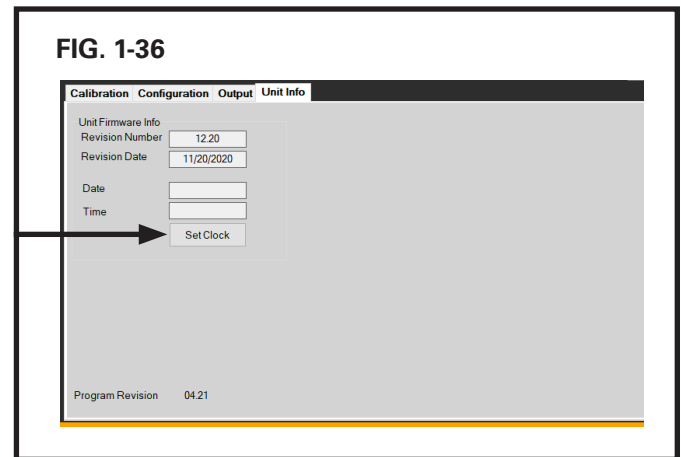 FIG. 1-36
Calibration Configuration Output Unit Info
Unit Firmware Info
Revision Number 12.20
Revision Date 11/20/2020
Date
Time
Set Clock
Program Revision 04.21